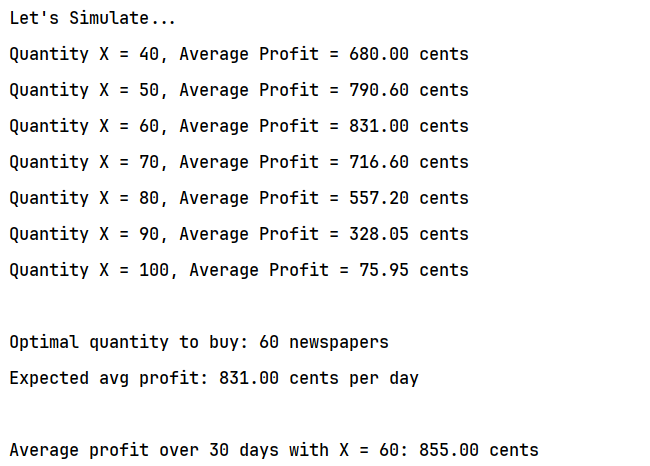 Let's Simulate...
Quantity X = 40, Average Profit = 680.00 cents
Quantity X = 50, Average Profit = 790.60 cents
Quantity X = 60, Average Profit = 831.00 cents
Quantity X = 70, Average Profit = 716.60 cents
Quantity X = 80, Average Profit = 557.20 cents
Quantity X = 90, Average Profit = 328.05 cents
Quantity X = 100, Average Profit = 75.95 cents
Optimal quantity to buy: 60 newspapers
Expected avg profit: 831.00 cents per day
Average profit over 30 days with X = 60: 855.00 cents